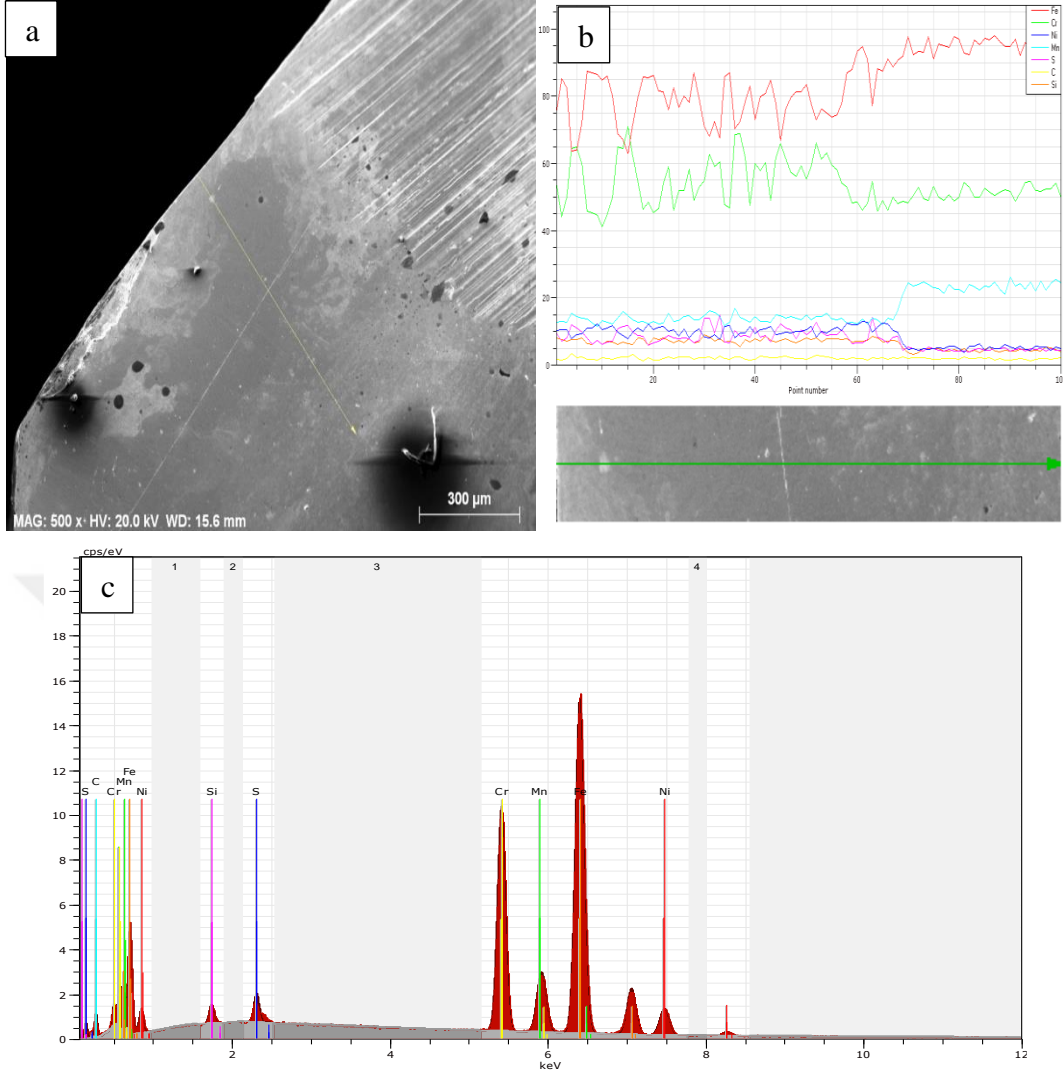 a
MAG: 500 x· HV: 20.0 kV WD: 15.6 mm
300 µm
b
Fe
Cr
Ni
Mn
S
C
Si
100
80
60
40
20
0
20 40 60 80 100
Point number
c
cps/eV
1 2 3 4
20
18
16
14
12
10
8
6
4
2
0
Fe
C Mn
S Cr Ni Si S Cr Mn Fe Ni
2 4 6 8 10 12
keV